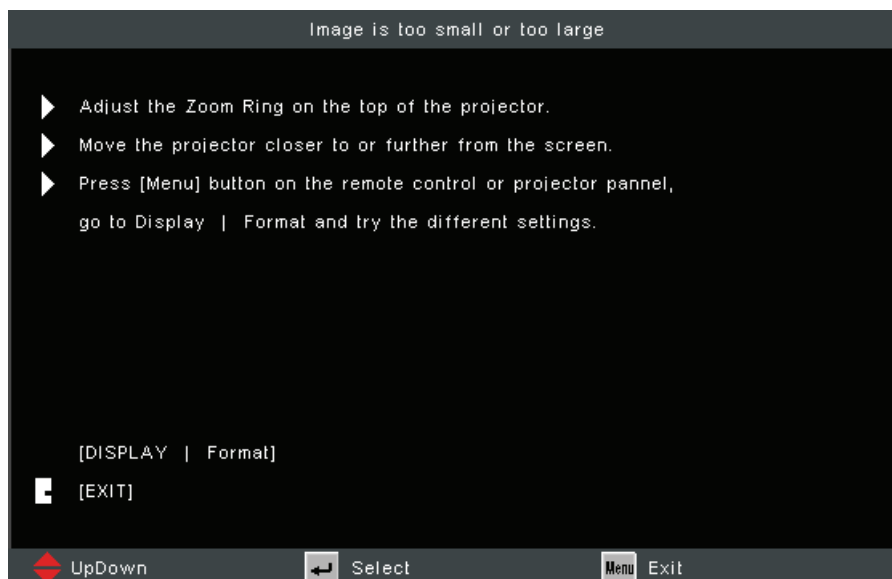 Image is too small or too large
Adjust the Zoom Ring on the top of the projector.
Move the projector closer to or further from the screen.
Press [Menu] button on the remote control or projector pannel,
go to Display | Format and try the different settings.
[DISPLAY | Format]
[EXIT]
UpDown Select Menu Exit